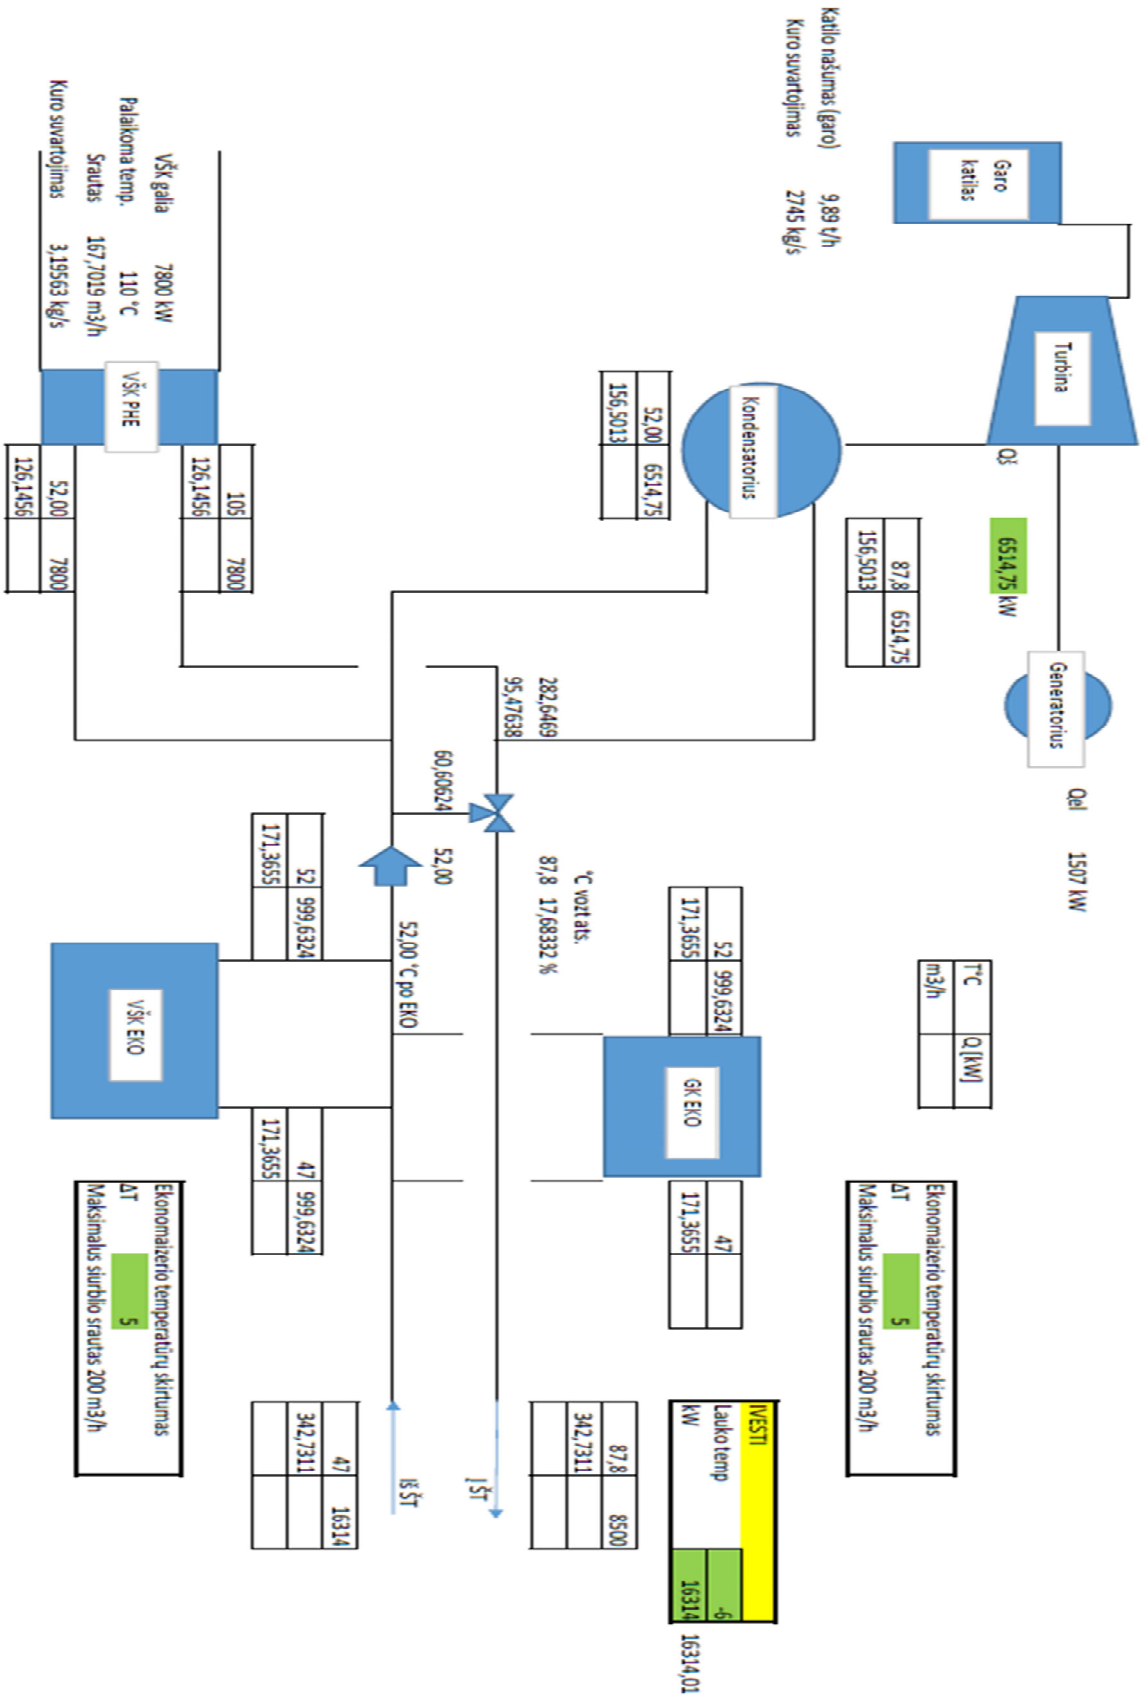 Garo
katilas
Turbina
Generatorius
Qel 1507 kW
Qš 6514,75 kW
Katilo našumas (garo) 9,89 t/h
Kuro suvartojimas 2745 kg/s
T°C Q [kW]
m3/h
87,8 6514,75
156,5013
Kondensatorius
52,00 6514,75
156,5013
Ekonomaizerio temperatūrų skirtumas
ΔT 5
Maksimalus siurblio srautas 200 m3/h
52 999,6324
171,3655
GK EKO
47
171,3655
ĮVESTI
Lauko temp -6
kW 16314 16314,01
°C vozt ats.
87,8 17,68332 %
282,6469
95,47638
87,8 8500
342,7311
Į ŠT
60,60624
52,00
52,00 °C po EKO
Iš ŠT
47 16314
342,7311
52 999,6324
171,3655
47 999,6324
171,3655
VŠK EKO
105 7800
126,1456
VŠK galia 7800 kW
Palaikoma temp. 110 °C
Srautas 167,7019 m3/h
Kuro suvartojimas 3,19563 kg/s
VŠK PHE
52,00 7800
126,1456
Ekonomaizerio temperatūrų skirtumas
ΔT 5
Maksimalus siurblio srautas 200 m3/h